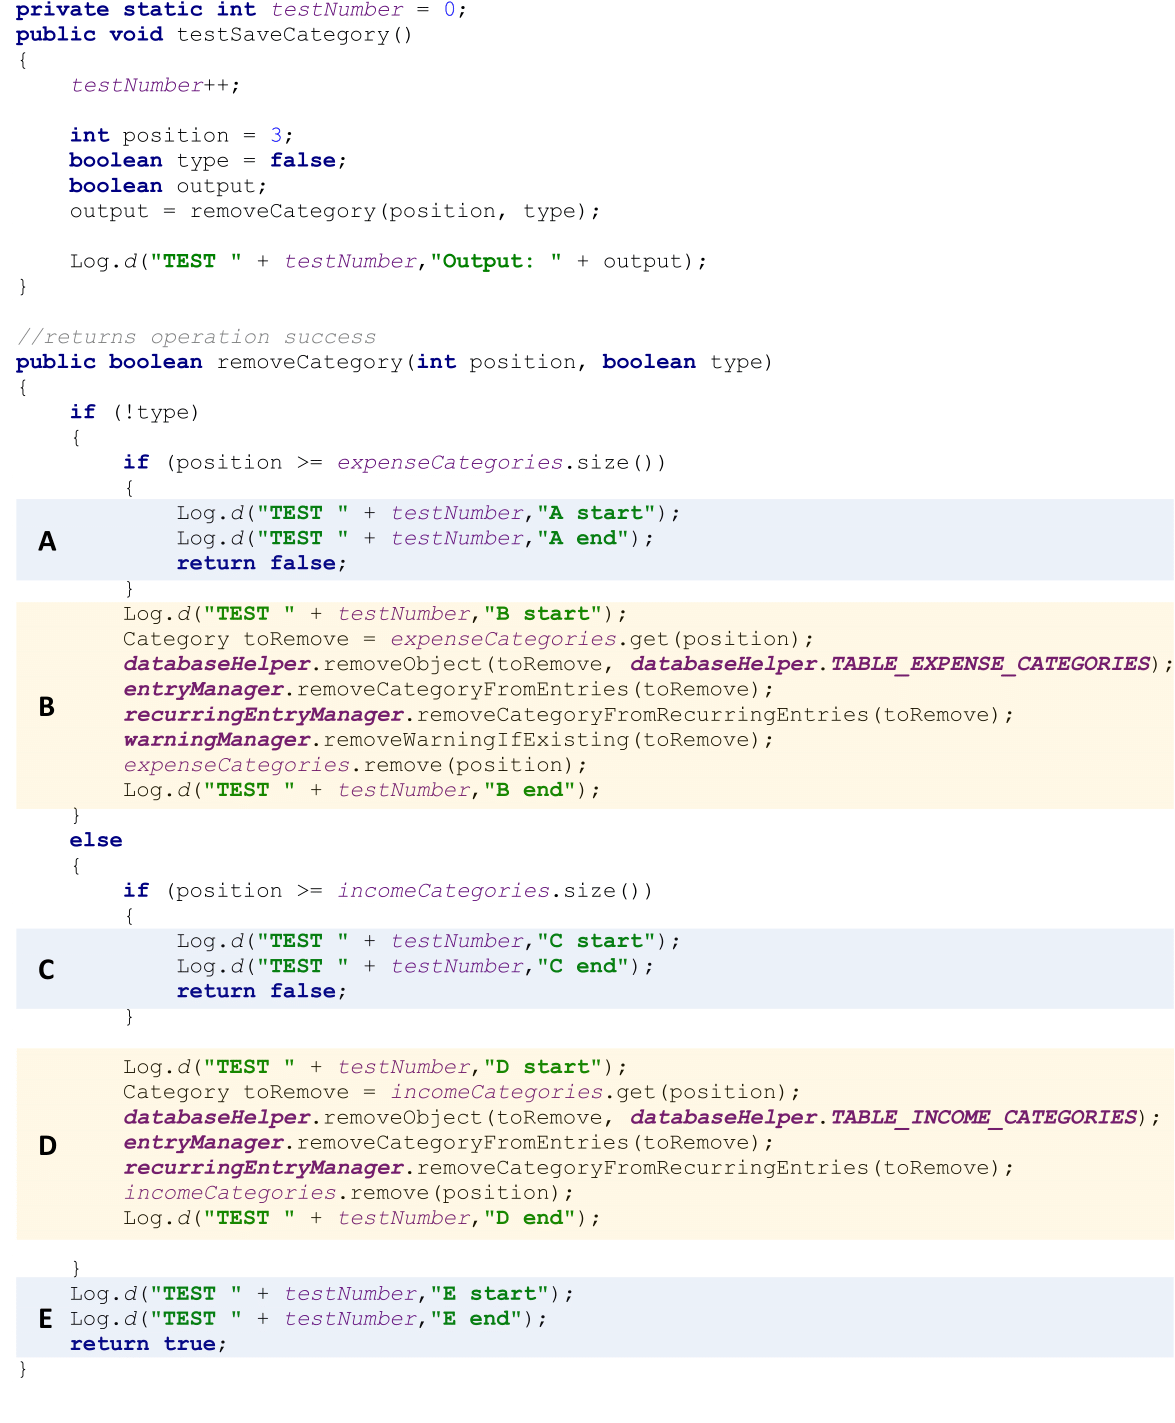 private static int testNumber = 0;
public void testSaveCategory()
{
    testNumber++;

    int position = 3;
    boolean type = false;
    boolean output;
    output = removeCategory(position, type);

    Log.d("TEST " + testNumber,"Output: " + output);
}

//returns operation success
public boolean removeCategory(int position, boolean type)
{
    if (!type)
    {
        if (position >= expenseCategories.size())
        {
            Log.d("TEST " + testNumber,"A start");
A           Log.d("TEST " + testNumber,"A end");
            return false;
        }
        Log.d("TEST " + testNumber,"B start");
        Category toRemove = expenseCategories.get(position);
        databaseHelper.removeObject(toRemove, databaseHelper.TABLE_EXPENSE_CATEGORIES);
        entryManager.removeCategoryFromEntries(toRemove);
B       recurringEntryManager.removeCategoryFromRecurringEntries(toRemove);
        warningManager.removeWarningIfExisting(toRemove);
        expenseCategories.remove(position);
        Log.d("TEST " + testNumber,"B end");
    }
    else
    {
        if (position >= incomeCategories.size())
        {
            Log.d("TEST " + testNumber,"C start");
C           Log.d("TEST " + testNumber,"C end");
            return false;
        }

        Log.d("TEST " + testNumber,"D start");
        Category toRemove = incomeCategories.get(position);
        databaseHelper.removeObject(toRemove, databaseHelper.TABLE_INCOME_CATEGORIES);
D       entryManager.removeCategoryFromEntries(toRemove);
        recurringEntryManager.removeCategoryFromRecurringEntries(toRemove);
        incomeCategories.remove(position);
        Log.d("TEST " + testNumber,"D end");

    }
    Log.d("TEST " + testNumber,"E start");
E   Log.d("TEST " + testNumber,"E end");
    return true;
}